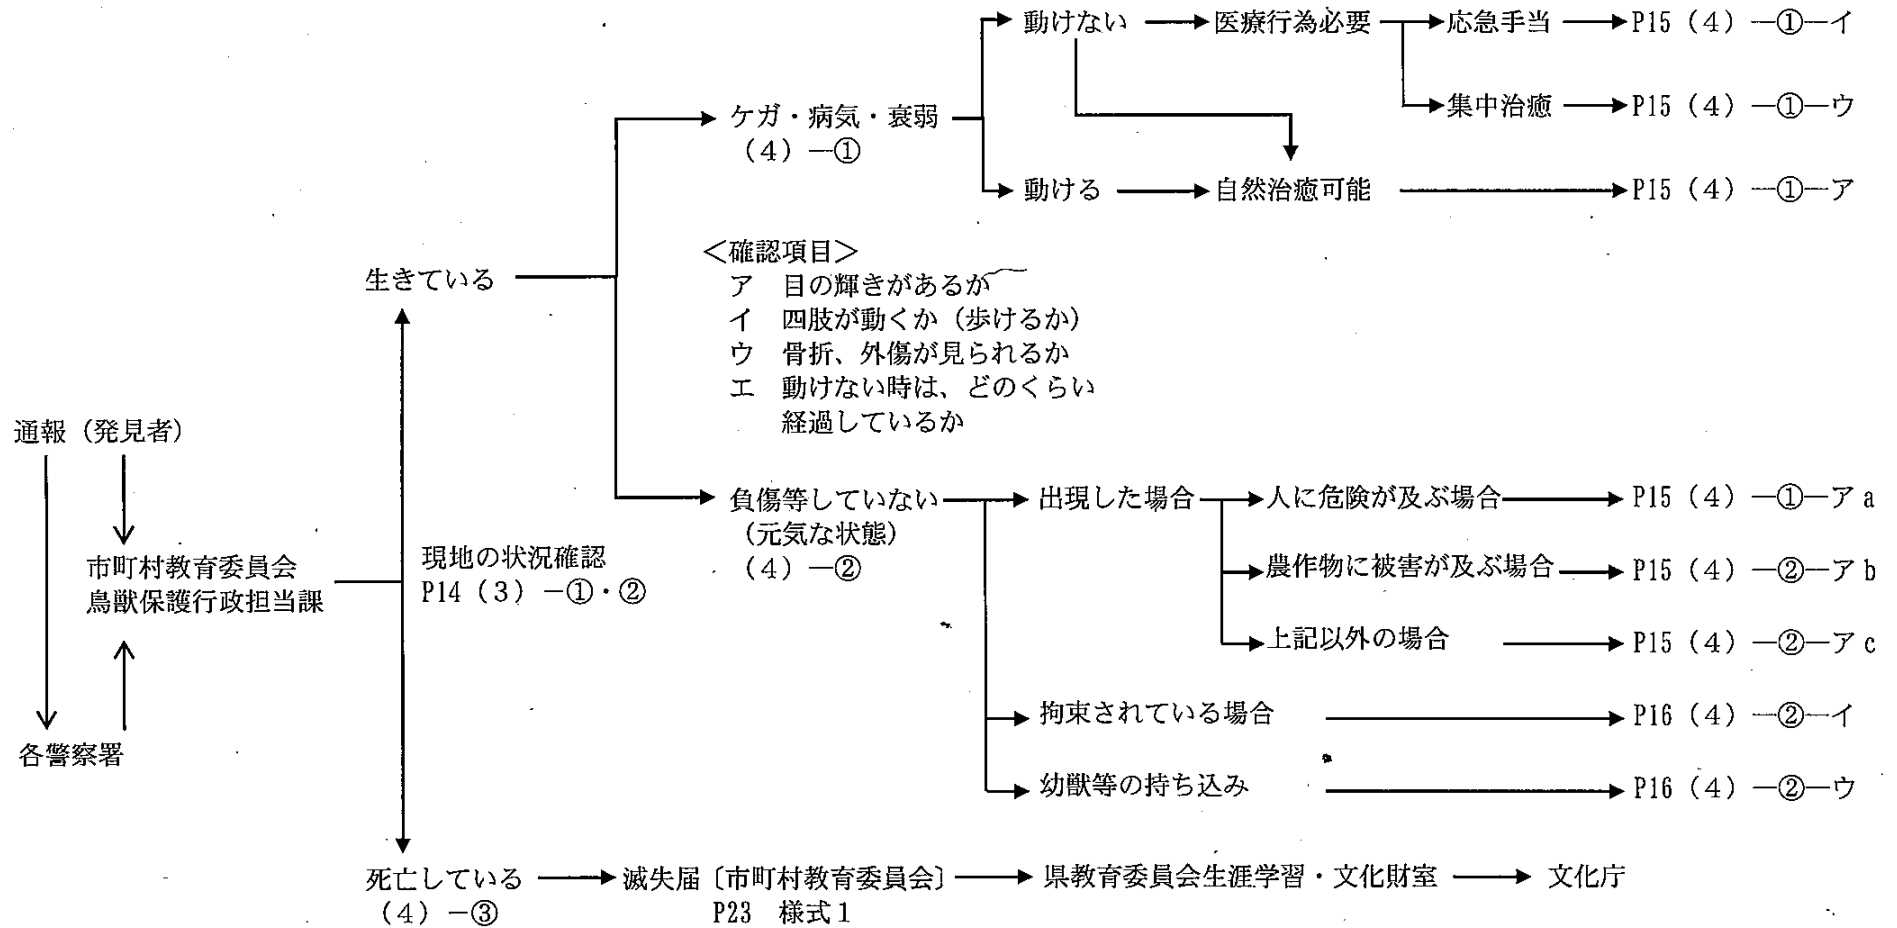 動けない
医療行為必要
応急手当
P15（4）―①―イ
集中治癒
P15（4）―①―ウ
ケガ・病気・衰弱
（4）―①
動ける
自然治癒可能
P15（4）―①―ア
＜確認項目＞
ア 目の輝きがあるか
イ 四肢が動くか（歩けるか）
ウ 骨折、外傷が見られるか
エ 動けない時は、どのくらい
経過しているか
生きている
通報（発見者）
市町村教育委員会
鳥獣保護行政担当課
各警察署
現地の状況確認
P14（3）－①・②
負傷等していない
（元気な状態）
（4）―②
出現した場合
人に危険が及ぶ場合
P15（4）―①―アa
農作物に被害が及ぶ場合
P15（4）―②―アb
上記以外の場合
P15（4）―②―アc
拘束されている場合
P16（4）―②―イ
幼獣等の持ち込み
P16（4）―②―ウ
死亡している
（4）－③
滅失届〔市町村教育委員会〕
P23 様式1
県教育委員会生涯学習・文化財室
文化庁